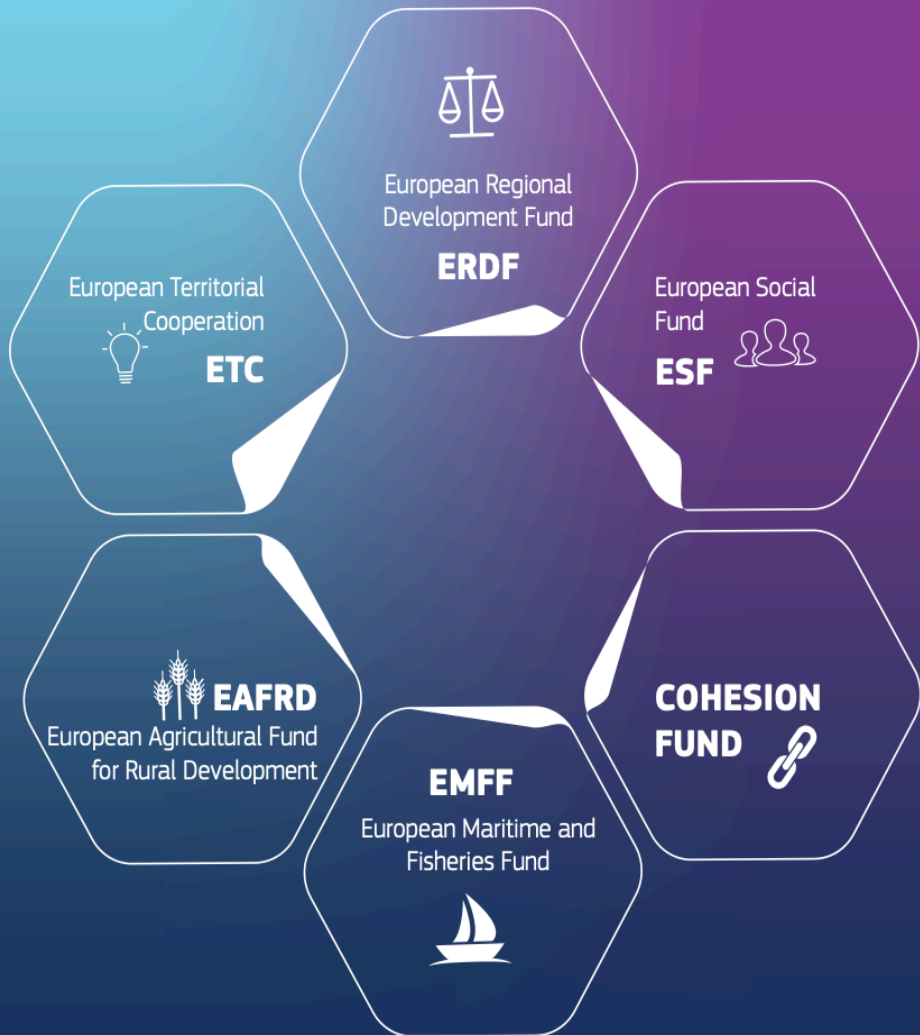 European Regional
Development Fund
ERDF
European Territorial
Cooperation
ETC
European Social
Fund
ESF
EAFRD
European Agricultural Fund
for Rural Development
COHESION
FUND
EMFF
European Maritime and
Fisheries Fund